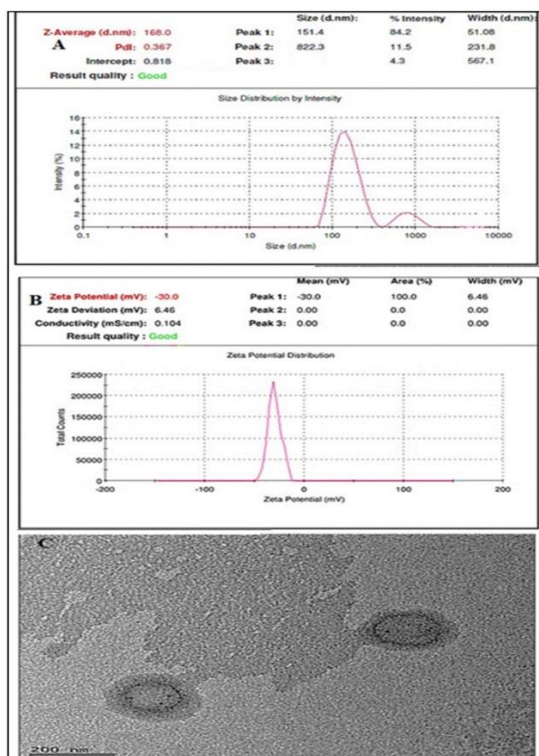 Size (d.nm): % Intensity Width (d.nm):
A Z-Average (d.nm): 168.0 Peak 1: 151.4 84.2 51.08
PdI: 0.367 Peak 2: 822.3 11.5 231.8
Intercept: 0.818 Peak 3: 4.3 567.1
Result quality : Good
Size Distribution by Intensity
Intensity (%)
16
14
12
10
8
6
4
2
0
0.1 1 10 100 1000 10000
Size (d.nm)
Mean (mV) Area (%) Width (mV)
B Zeta Potential (mV): -30.0 Peak 1: -30.0 100.0 6.46
Zeta Deviation (mV): 6.46 Peak 2: 0.00 0.0 0.00
Conductivity (mS/cm): 0.104 Peak 3: 0.00 0.0 0.00
Result quality : Good
Zeta Potential Distribution
Total Counts
250000
200000
150000
100000
50000
0
-200 -100 0 100 200
Zeta Potential (mV)
C
200 nm